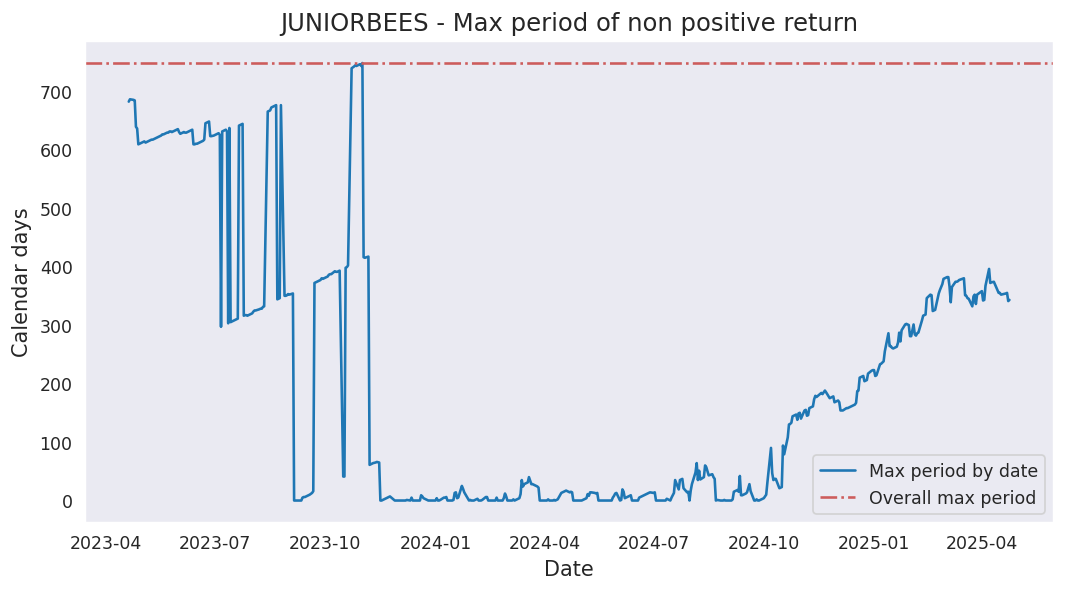 JUNIORBEES - Max period of non positive return
Calendar days
700
600
500
400
300
200
100
0
Max period by date
Overall max period
2023-04 2023-07 2023-10 2024-01 2024-04 2024-07 2024-10 2025-01 2025-04
Date